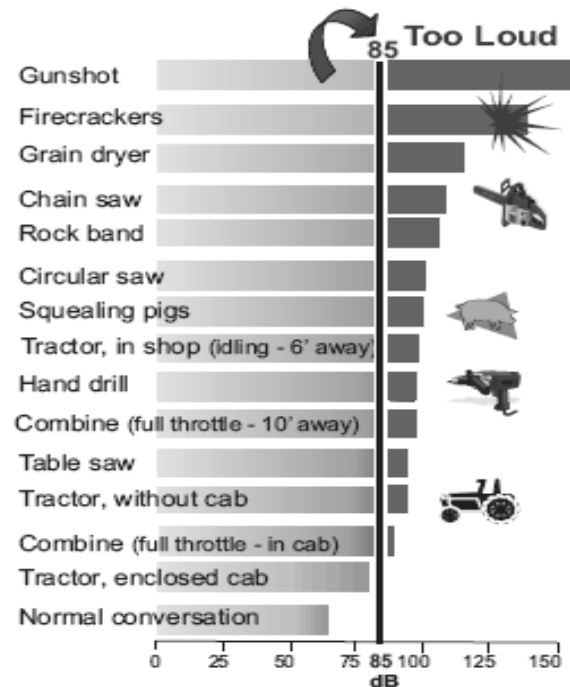 85 Too Loud
Gunshot
Firecrackers
Grain dryer
Chain saw
Rock band
Circular saw
Squealing pigs
Tractor, in shop (idling - 6' away)
Hand drill
Combine (full throttle - 10' away)
Table saw
Tractor, without cab
Combine (full throttle - in cab)
Tractor, enclosed cab
Normal conversation
0 25 50 75 85 100 125 150
dB